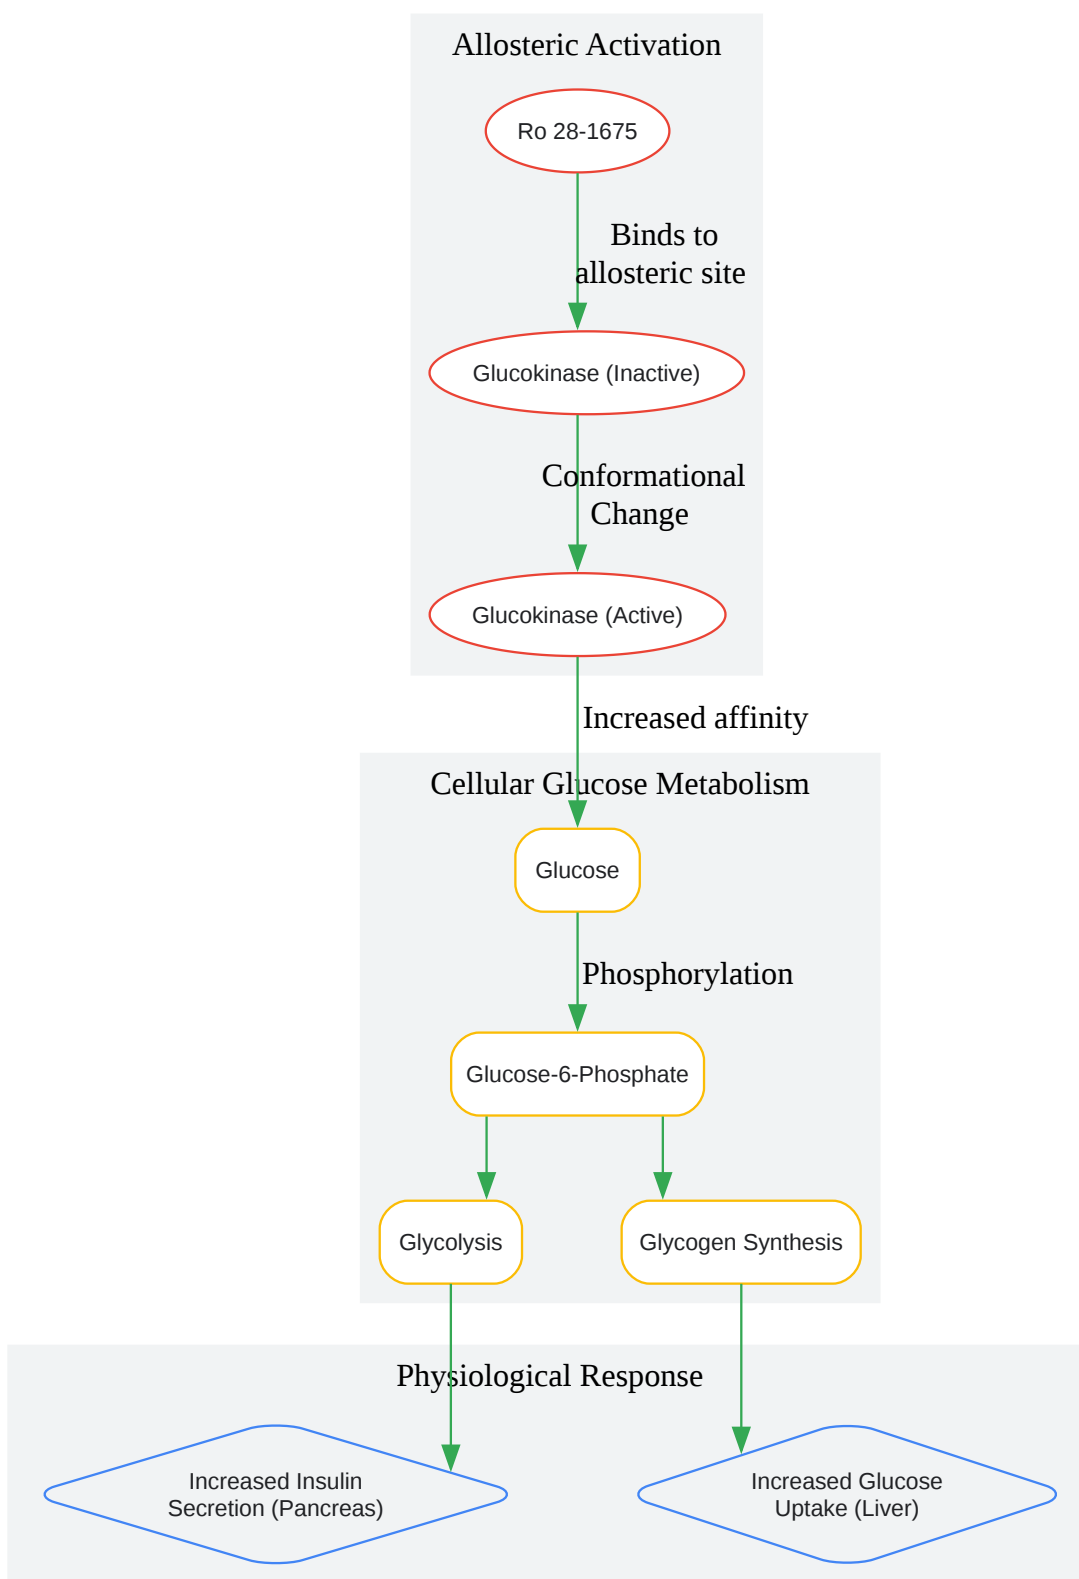 Allosteric Activation
Ro 28-1675
Binds to
allosteric site
Glucokinase (Inactive)
Conformational
Change
Glucokinase (Active)
Increased affinity
Cellular Glucose Metabolism
Glucose
Phosphorylation
Glucose-6-Phosphate
Glycolysis
Glycogen Synthesis
Physiological Response
Increased Insulin
Secretion (Pancreas)
Increased Glucose
Uptake (Liver)